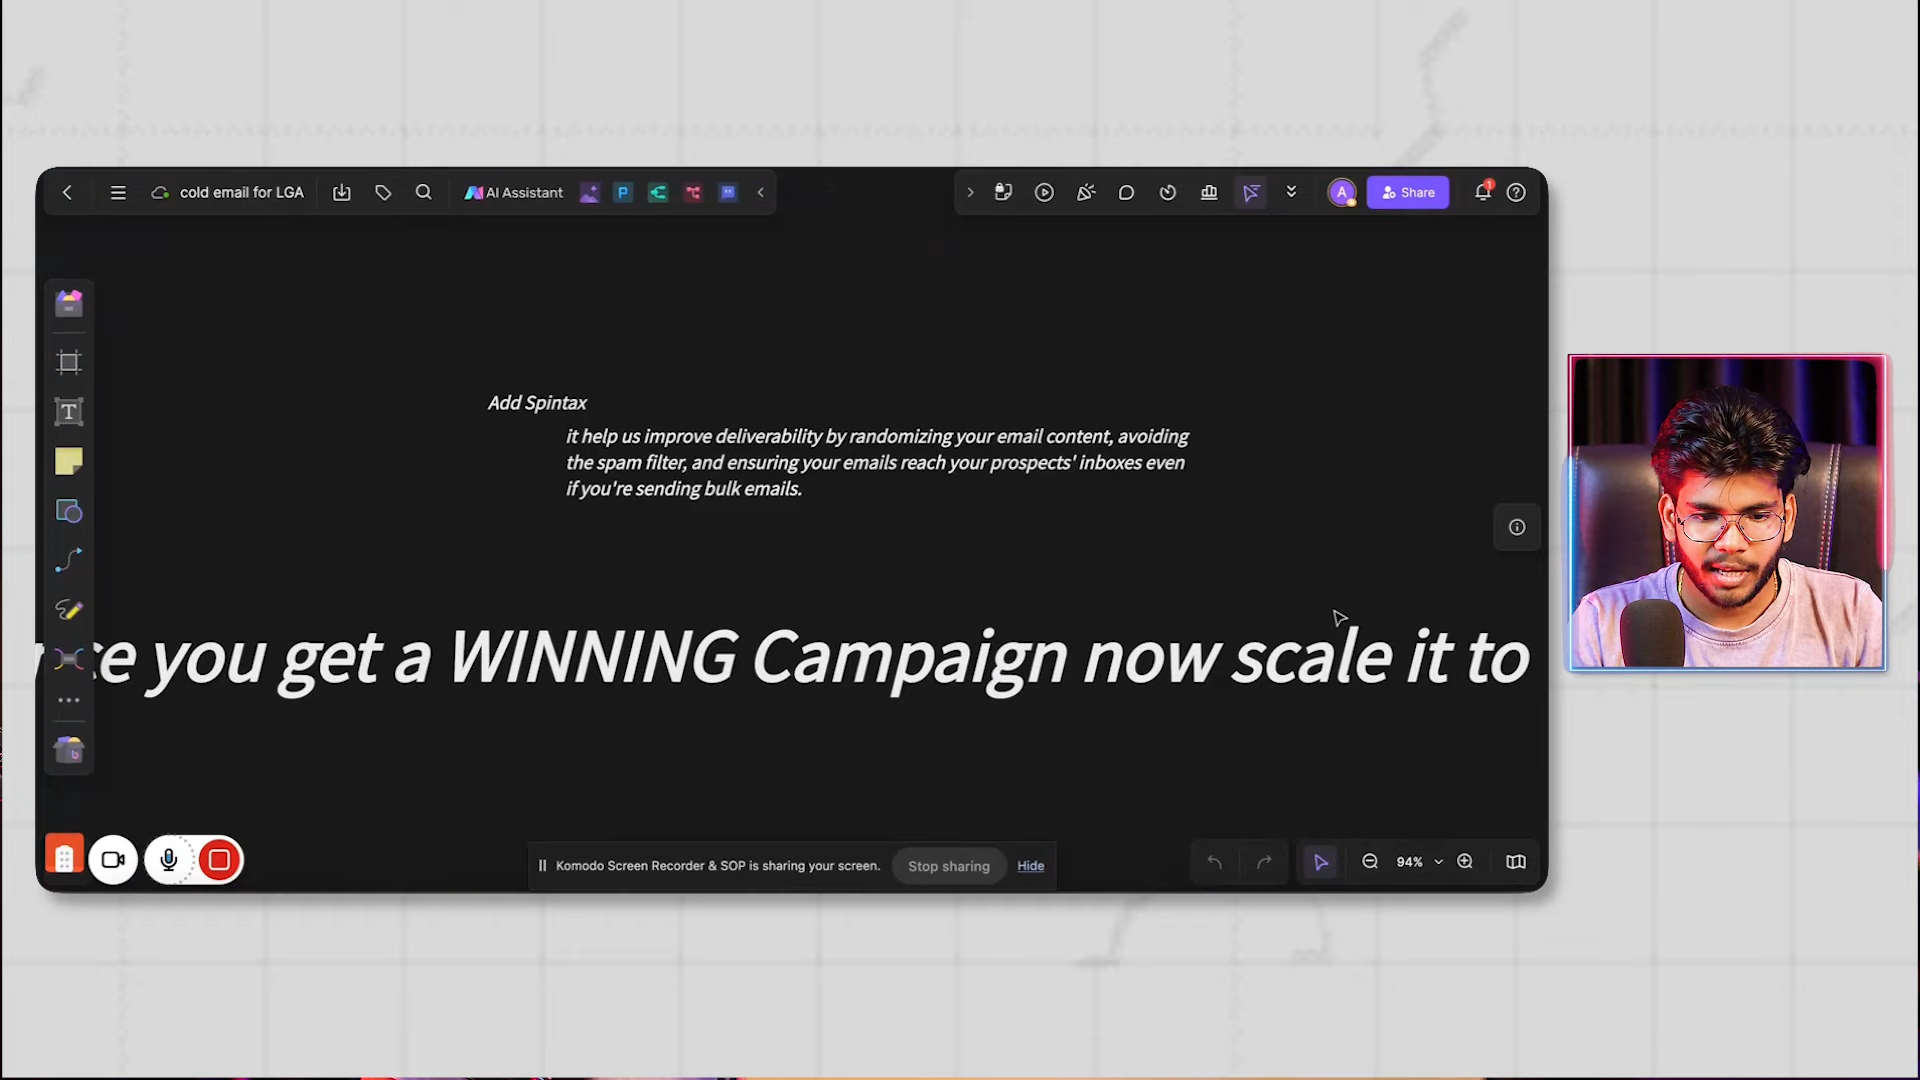 cold email for LGA
AI Assistant
P
A
Share
1
Add Spintax
it help us improve deliverability by randomizing your email content, avoiding
the spam filter, and ensuring your emails reach your prospects' inboxes even
if you're sending bulk emails.
ce you get a WINNING Campaign now scale it to
Komodo Screen Recorder & SOP is sharing your screen.
Stop sharing
Hide
94%